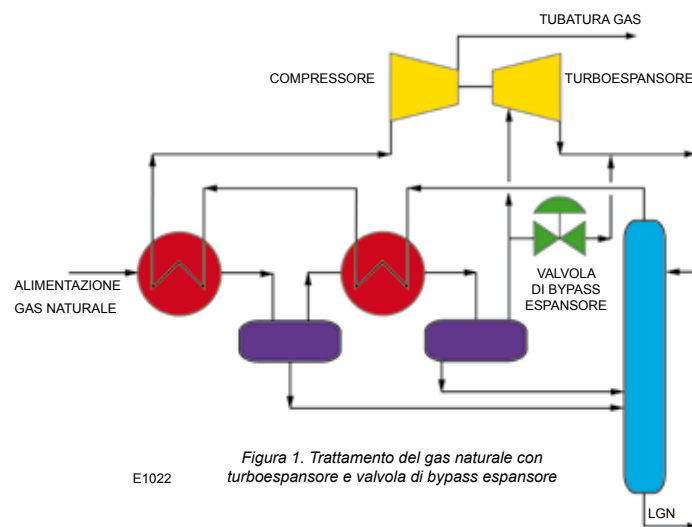 TUBATURA GAS
COMPRESSORE
TURBOESPANSORE
ALIMENTAZIONE
GAS NATURALE
VALVOLA
DI BYPASS
ESPANSORE
E1022
Figura 1. Trattamento del gas naturale con
turboespansore e valvola di bypass espansore
LGN